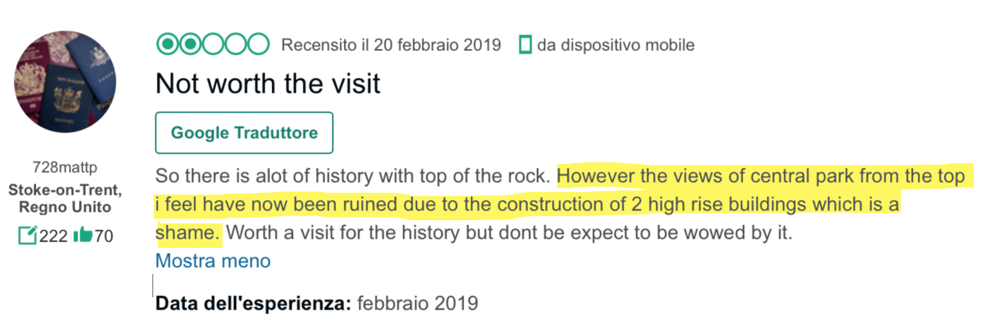 Recensito il 20 febbraio 2019 da dispositivo mobile
Not worth the visit
Google Traduttore
728mattp
Stoke-on-Trent,
Regno Unito
222 70
So there is alot of history with top of the rock. However the views of central park from the top
i feel have now been ruined due to the construction of 2 high rise buildings which is a
shame. Worth a visit for the history but dont be expect to be wowed by it.
Mostra meno
Data dell'esperienza: febbraio 2019